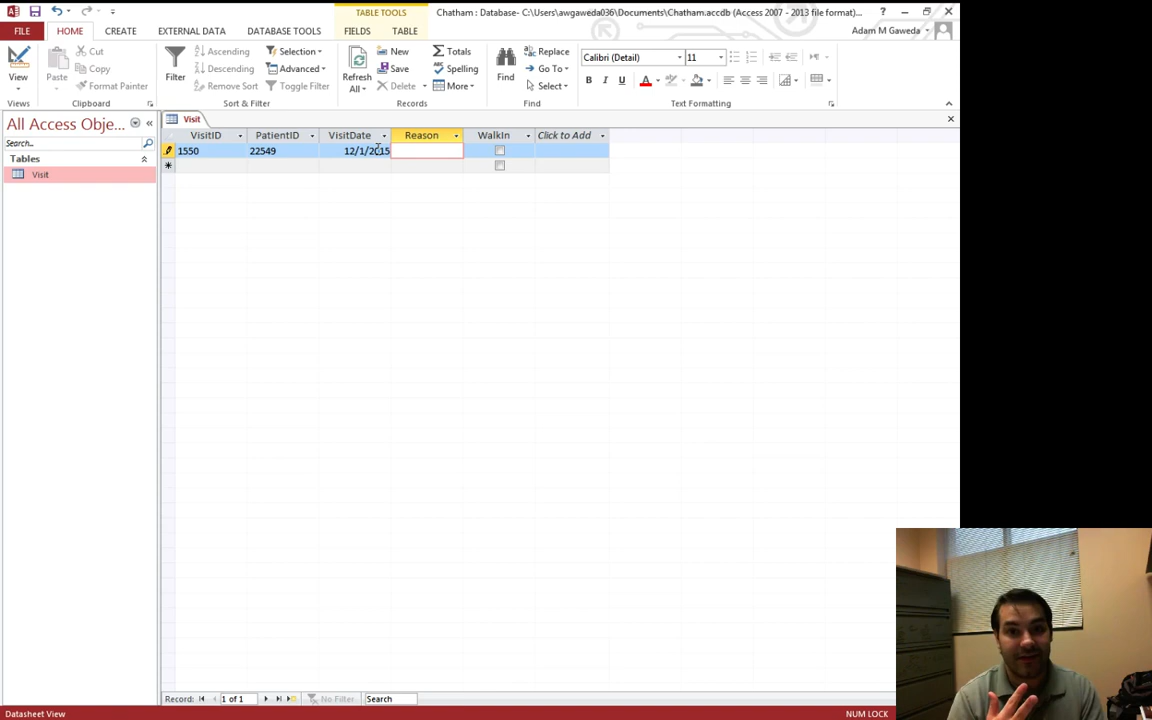 TABLE TOOLS
Chatham : Database- C:\Users\awgaweda036\Documents\Chatham.accdb (Access 2007 - 2013 file format)...
?
FILE HOME CREATE EXTERNAL DATA DATABASE TOOLS FIELDS TABLE
Adam M Gaweda
View
Views
Paste
Cut
Copy
Format Painter
Clipboard
Filter
Ascending
Descending
Remove Sort
Selection
Advanced
Toggle Filter
Sort & Filter
Refresh
All
New
Save
Delete
Totals
Spelling
More
Records
Find
Replace
Go To
Select
Find
Calibri (Detail) 11
B I U A
Text Formatting
All Access Obje...
Search...
Tables
Visit
Visit
VisitID PatientID VisitDate Reason WalkIn Click to Add
1550 22549 12/1/2015
Record: 1 of 1 No Filter Search
Datasheet View NUM LOCK